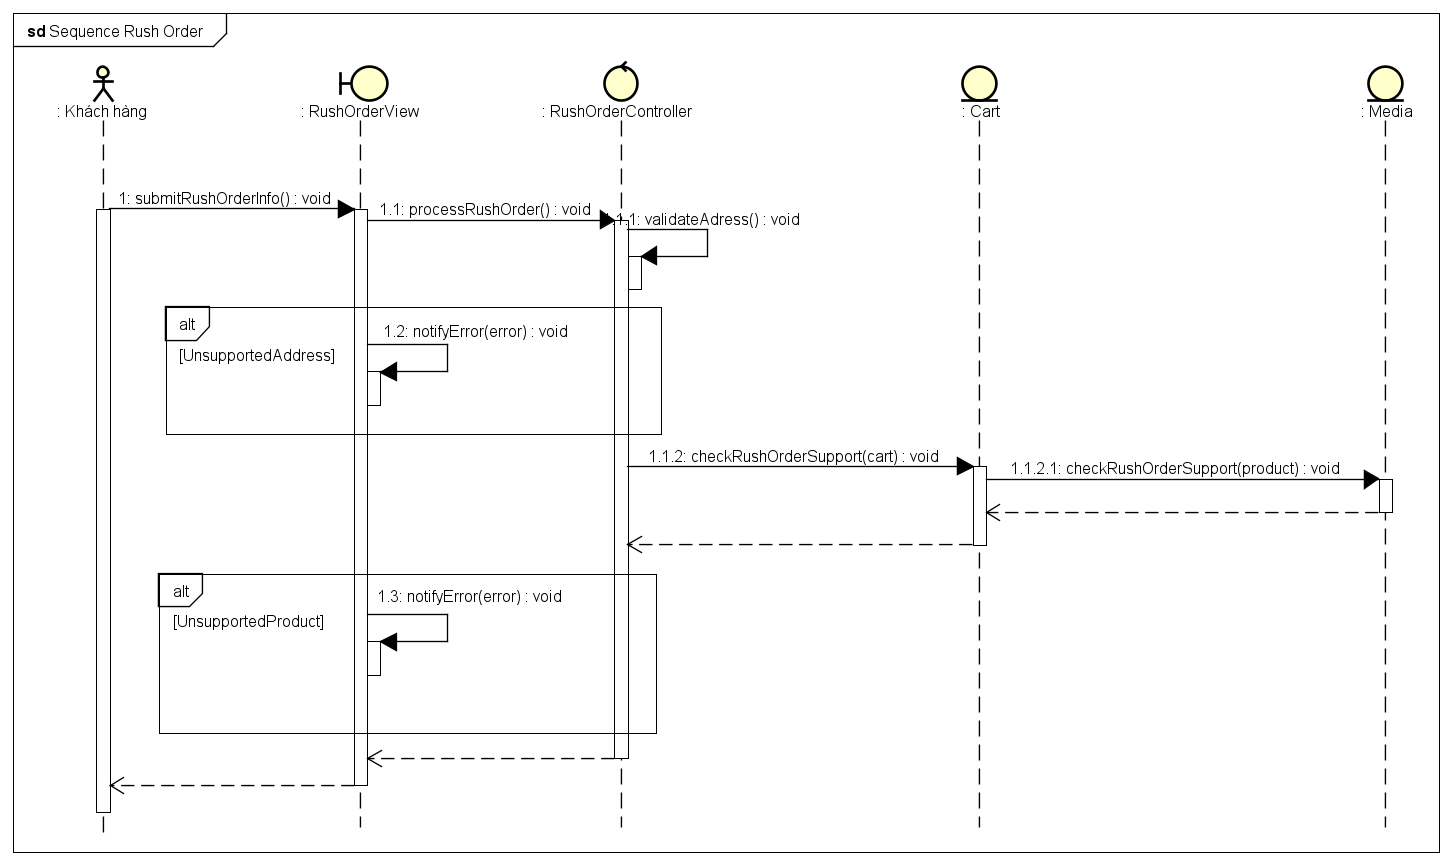 sd Sequence Rush Order
: Khách hàng
: RushOrderView
: RushOrderController
: Cart
: Media
1: submitRushOrderInfo() : void
1.1: processRushOrder() : void
1.1.1: validateAdress() : void
alt
1.2: notifyError(error) : void
[UnsupportedAddress]
1.1.2: checkRushOrderSupport(cart) : void
1.1.2.1: checkRushOrderSupport(product) : void
alt
1.3: notifyError(error) : void
[UnsupportedProduct]